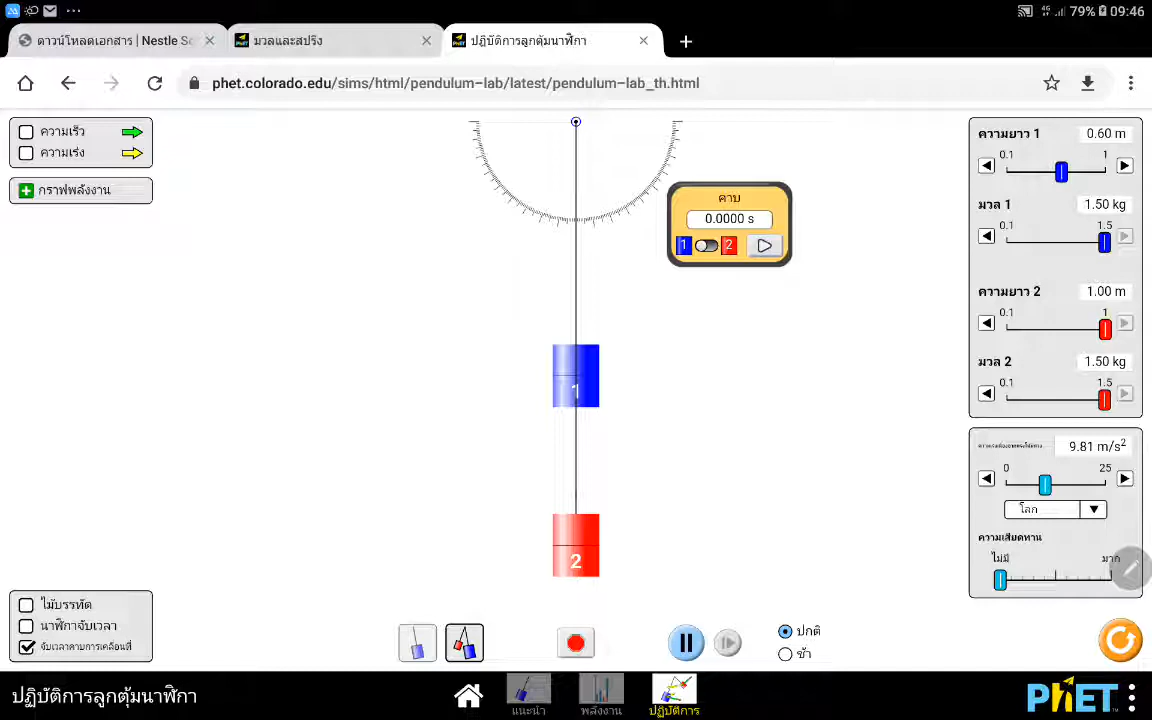 4G 79% 09:46
ดาวน์โหลดเอกสาร | Nestle Sc
มวลและสปริง
ปฏิบัติการลูกตุ้มนาฬิกา
phet.colorado.edu/sims/html/pendulum-lab/latest/pendulum-lab_th.html
ความเร็ว
ความเร่ง
กราฟพลังงาน
คาบ
0.0000 s
1 2
1
2
ความยาว 1 0.60 m
0.1 1
มวล 1 1.50 kg
0.1 1.5
ความยาว 2 1.00 m
0.1 1
มวล 2 1.50 kg
0.1 1.5
9.81 m/s²
0 25
โลก
ความเสียดทาน
ไม่มี มาก
ไม้บรรทัด
นาฬิกาจับเวลา
จับเวลาคาบการเคลื่อนที่
ปกติ
ช้า
ปฏิบัติการลูกตุ้มนาฬิกา
แนะนำ
พลังงาน
ปฏิบัติการ
PhET